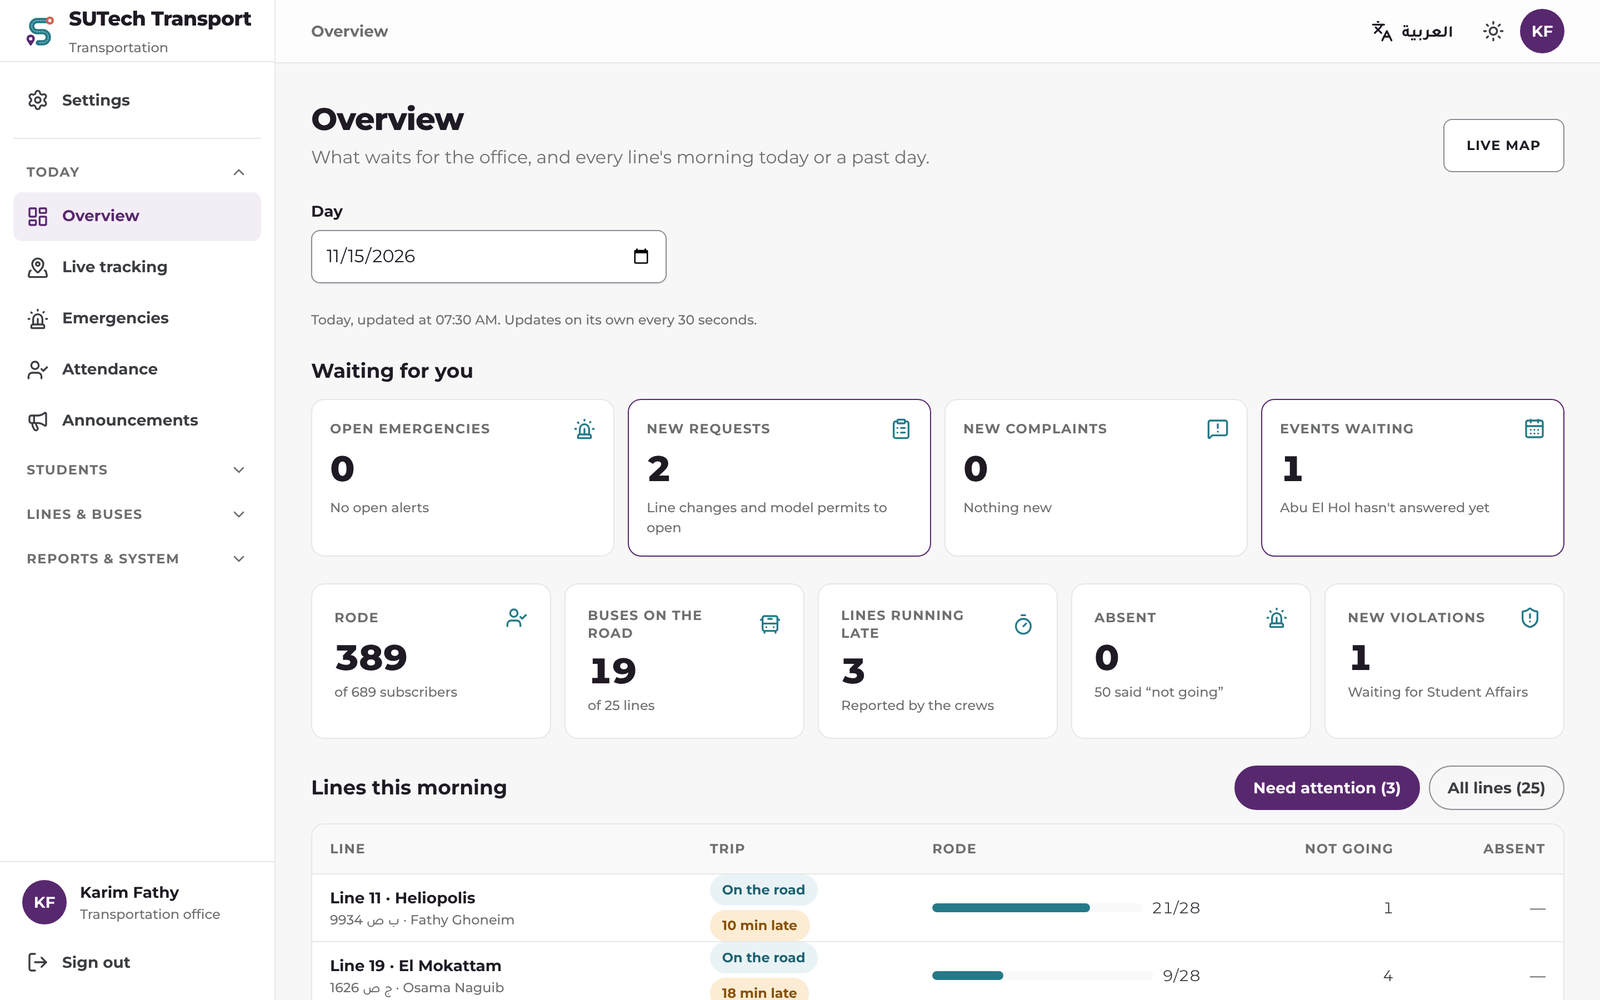 SUTech Transport
Transportation
Settings
TODAY
Overview
Live tracking
Emergencies
Attendance
Announcements
STUDENTS
LINES & BUSES
REPORTS & SYSTEM
KF
Karim Fathy
Transportation office
Sign out
Overview
العربية
KF
Overview
What waits for the office, and every line's morning today or a past day.
LIVE MAP
Day
11/15/2026
Today, updated at 07:30 AM. Updates on its own every 30 seconds.
Waiting for you
OPEN EMERGENCIES
0
No open alerts
NEW REQUESTS
2
Line changes and model permits to
open
NEW COMPLAINTS
0
Nothing new
EVENTS WAITING
1
Abu El Hol hasn't answered yet
RODE
389
of 689 subscribers
BUSES ON THE
ROAD
19
of 25 lines
LINES RUNNING
LATE
3
Reported by the crews
ABSENT
0
50 said “not going”
NEW VIOLATIONS
1
Waiting for Student Affairs
Lines this morning
Need attention (3)
All lines (25)
LINE TRIP RODE NOT GOING ABSENT
Line 11 · Heliopolis
9934 ب ص · Fathy Ghoneim
On the road
10 min late
21/28
1
—
Line 19 · El Mokattam
1626 ج ص · Osama Naguib
On the road
18 min late
9/28
4
—